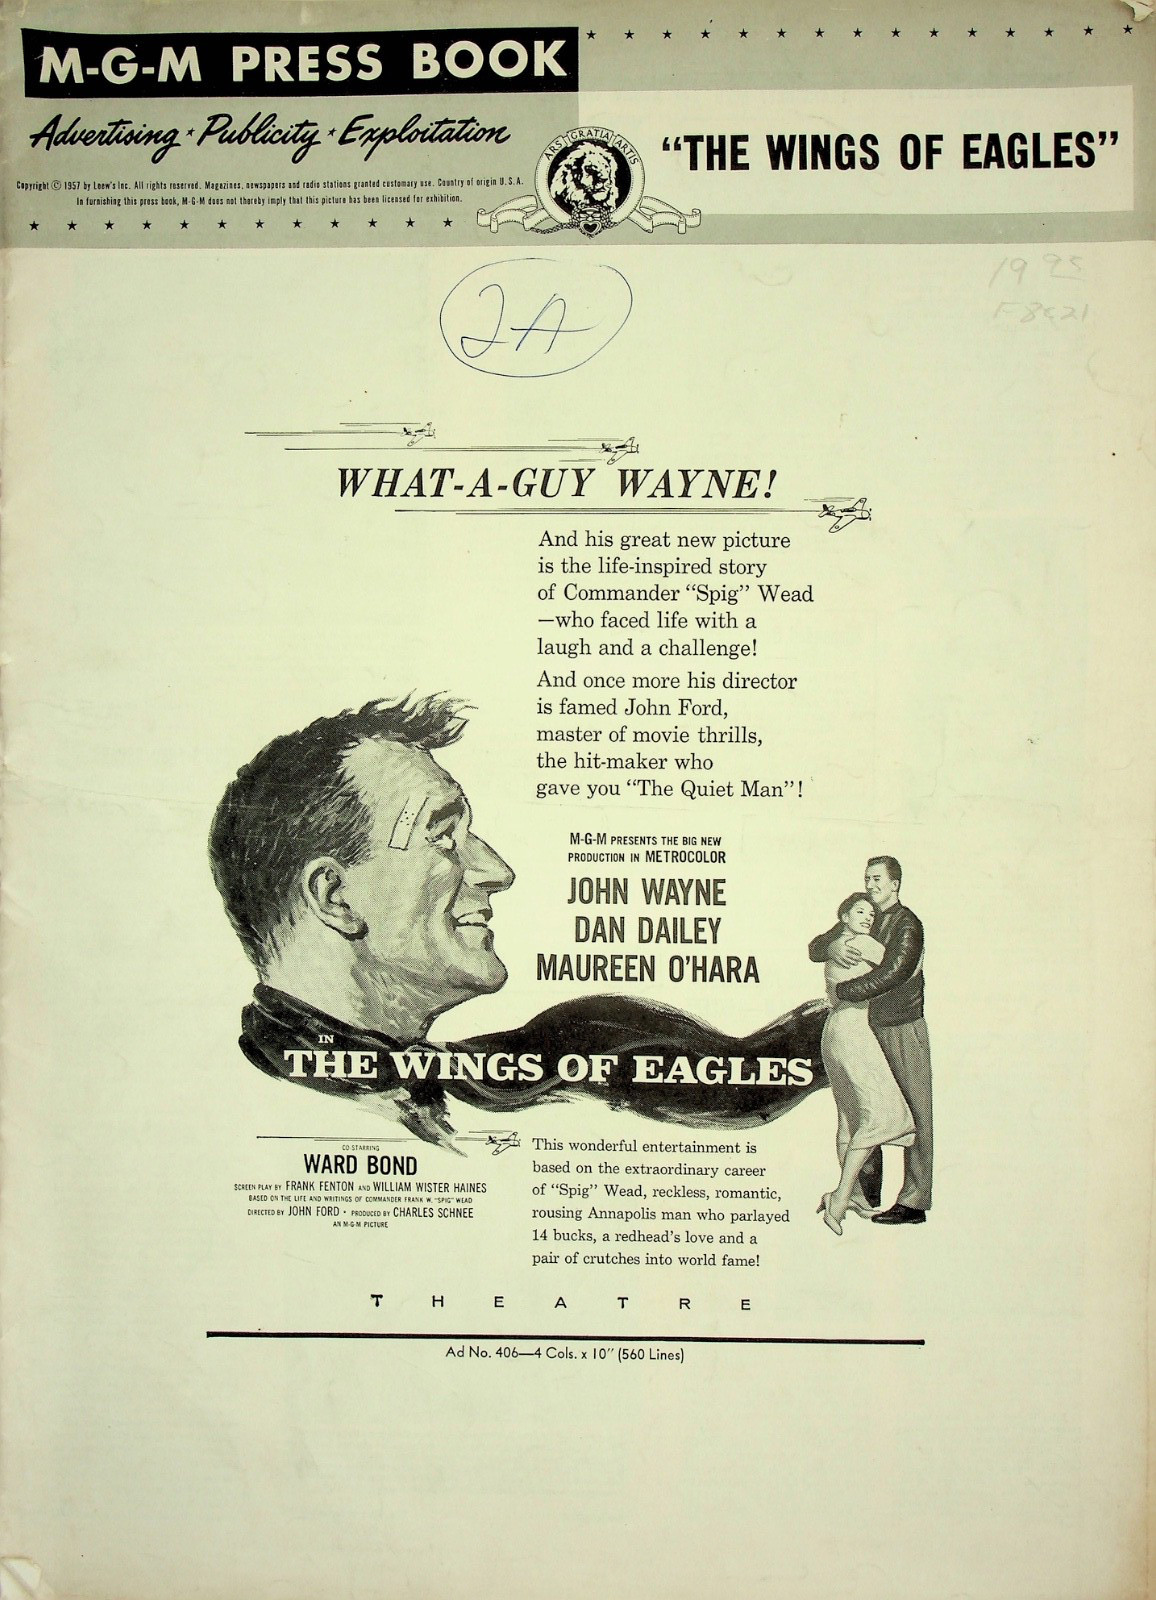 M-G-M PRESS BOOK
Advertising ★ Publicity ★ Exploitation
Copyright © 1957 by Loew's Inc. All rights reserved. Magazines, newspapers and radio stations granted customary use. Country of origin U.S.A.
In furnishing this press book, M-G-M does not thereby imply that this picture has been licensed for exhibition.
ARS GRATIA ARTIS
"THE WINGS OF EAGLES"
2A
WHAT-A-GUY WAYNE!
And his great new picture
is the life-inspired story
of Commander "Spig" Wead
—who faced life with a
laugh and a challenge!
And once more his director
is famed John Ford,
master of movie thrills,
the hit-maker who
gave you "The Quiet Man"!
M-G-M PRESENTS THE BIG NEW
PRODUCTION IN METROCOLOR
JOHN WAYNE
DAN DAILEY
MAUREEN O'HARA
IN
THE WINGS OF EAGLES
CO-STARRING
WARD BOND
SCREEN PLAY BY FRANK FENTON AND WILLIAM WISTER HAINES
BASED ON THE LIFE AND WRITINGS OF COMMANDER FRANK W. "SPIG" WEAD
DIRECTED BY JOHN FORD • PRODUCED BY CHARLES SCHNEE
AN M-G-M PICTURE
This wonderful entertainment is
based on the extraordinary career
of "Spig" Wead, reckless, romantic,
rousing Annapolis man who parlayed
14 bucks, a redhead's love and a
pair of crutches into world fame!
THEATRE
Ad No. 406—4 Cols. x 10" (560 Lines)